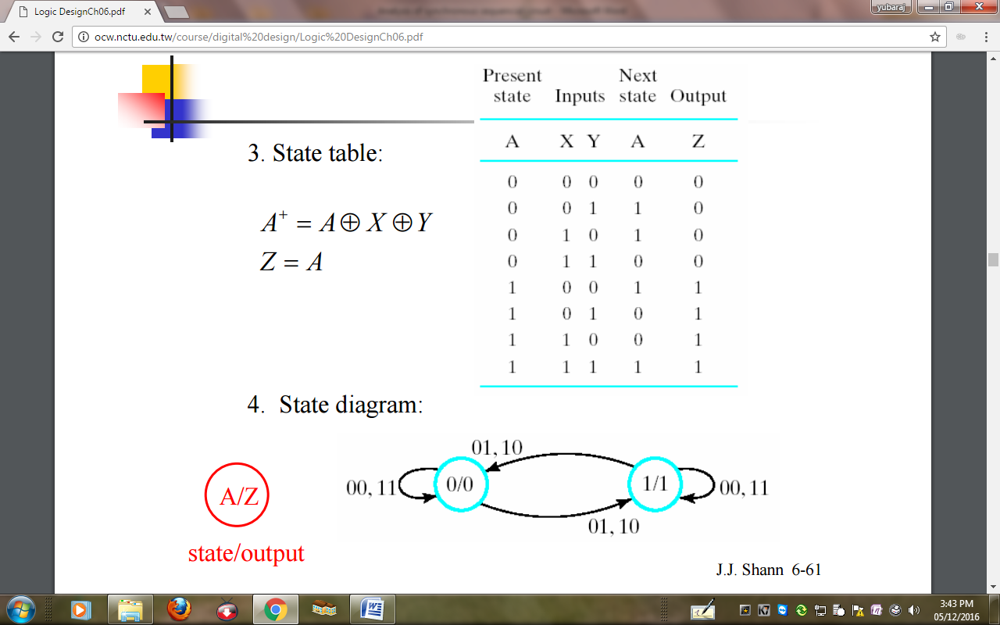 Logic DesignCh06.pdf
yubaraj
ocw.nctu.edu.tw/course/digital%20design/Logic%20DesignCh06.pdf
Present Next
state Inputs state Output
A X Y A Z
3. State table:
0 0 0 0 0
0 0 1 1 0
A+ = A⊕X⊕Y
0 1 0 1 0
Z = A
0 1 1 0 0
1 0 0 1 1
1 0 1 0 1
1 1 0 0 1
1 1 1 1 1
4. State diagram:
01, 10
00, 11 0/0 1/1 00, 11
A/Z
01, 10
state/output
J.J. Shann 6-61
3:43 PM
05/12/2016